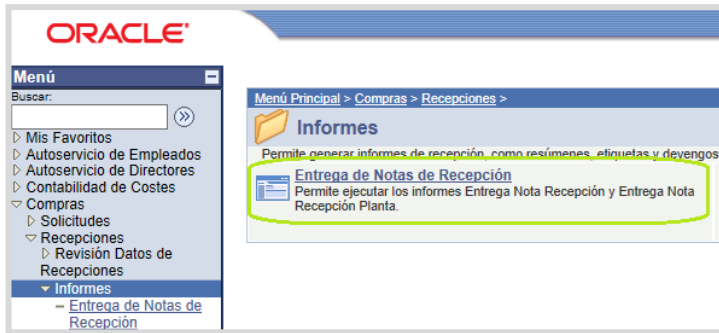 ORACLE
Menú
Buscar:
Mis Favoritos
Autoservicio de Empleados
Autoservicio de Directores
Contabilidad de Costes
Compras
Solicitudes
Recepciones
Revisión Datos de
Recepciones
Informes
Entrega de Notas de
Recepción
Menú Principal > Compras > Recepciones >
Informes
Permite generar informes de recepción, como resúmenes, etiquetas y devengos
Entrega de Notas de Recepción
Permite ejecutar los informes Entrega Nota Recepción y Entrega Nota
Recepción Planta.